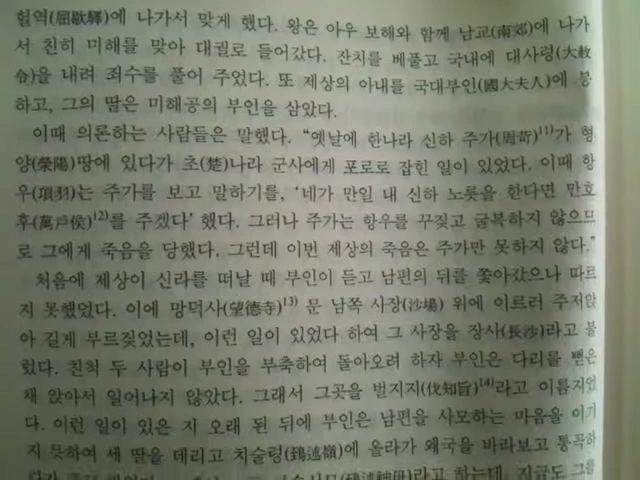 헐역(屈歇驛)에 나가서 맞게 했다. 왕은 아우 보해와 함께 남교(南郊)에 나가
서 친히 미해를 맞아 대궐로 들어갔다. 잔치를 베풀고 국내에 대사령(大赦
令)을 내려 죄수를 풀어 주었다. 또 제상의 아내를 국대부인(國大夫人)에 봉
하고, 그의 딸은 미해공의 부인을 삼았다.
이때 의론하는 사람들은 말했다. “옛날에 한나라 신하 주가(周苛)11)가 형
양(滎陽)땅에 있다가 초(楚)나라 군사에게 포로로 잡힌 일이 있었다. 이때 항
우(項羽)는 주가를 보고 말하기를, ‘네가 만일 내 신하 노릇을 한다면 만호
후(萬戶侯)12)를 주겠다’ 했다. 그러나 주가는 항우를 꾸짖고 굴복하지 않으므
로 그에게 죽음을 당했다. 그런데 이번 제상의 죽음은 주가만 못하지 않다.”
처음에 제상이 신라를 떠날 때 부인이 듣고 남편의 뒤를 쫓아갔으나 따르
지 못했었다. 이에 망덕사(望德寺)13) 문 남쪽 사장(沙場) 위에 이르러 주저앉
아 길게 부르짖었는데, 이런 일이 있었다 하여 그 사장을 장사(長沙)라고 불
렀다. 친척 두 사람이 부인을 부축하여 돌아오려 하자 부인은 다리를 뻗은
채 앉아서 일어나지 않았다. 그래서 그곳을 벌지지(伐知旨)14)라고 이름지었
다. 이런 일이 있은 지 오래 된 뒤에 부인은 남편을 사모하는 마음을 이기
지 못하여 세 딸을 데리고 치술령(鵄述嶺)에 올라가 왜국을 바라보고 통곡하
라고 하는데, 지금도 그를